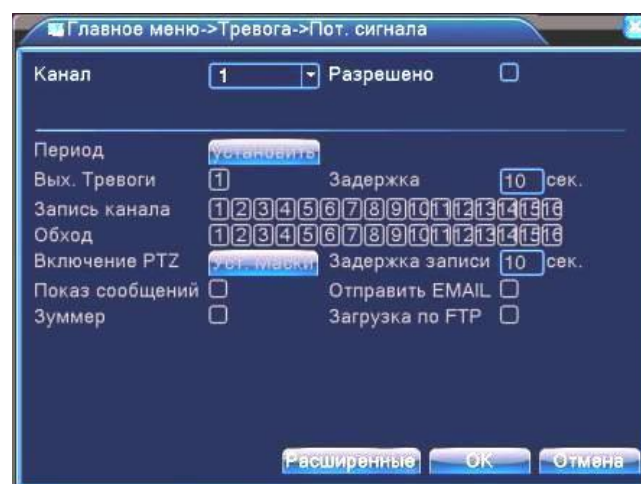 Главное меню->Тревога->Пот. сигнала
Канал 1 Разрешено
Период Установить
Вых. Тревоги 1 Задержка 10 сек.
Запись канала 1 2 3 4 5 6 7 8 9 10 11 12 13 14 15 16
Обход 1 2 3 4 5 6 7 8 9 10 11 12 13 14 15 16
Включение PTZ Уст. Маски Задержка записи 10 сек.
Показ сообщений Отправить EMAIL
Зуммер Загрузка по FTP
Расширенные OK Отмена